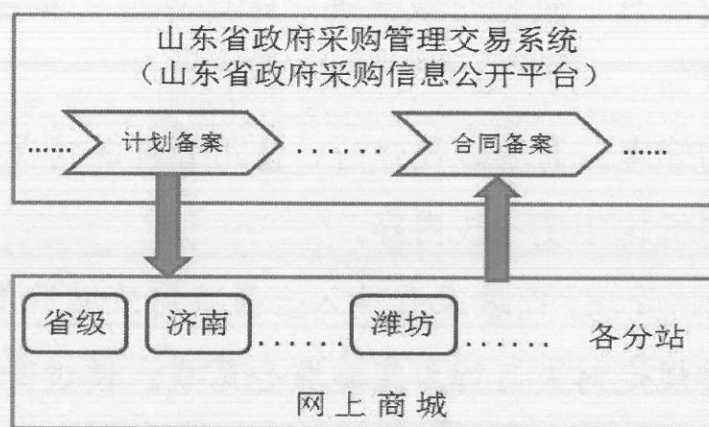 山东省政府采购管理交易系统
（山东省政府采购信息公开平台）
...... 计划备案 ...... 合同备案 ......
省级 济南 ...... 潍坊 ...... 各分站
网上商城